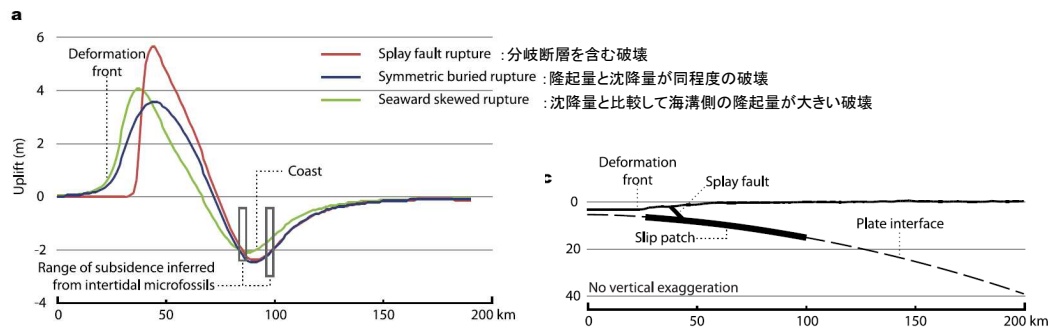 a
6
4
2
0
-2
-4
Uplift (m)
Deformation
front
Splay fault rupture :分岐断層を含む破壊
Symmetric buried rupture :隆起量と沈降量が同程度の破壊
Seaward skewed rupture :沈降量と比較して海溝側の隆起量が大きい破壊
Coast
Range of subsidence inferred
from intertidal microfossils
0 50 100 150 200 km
c
Deformation
front
Splay fault
Slip patch
Plate interface
No vertical exaggeration
0
20
40
0 50 100 150 200 km